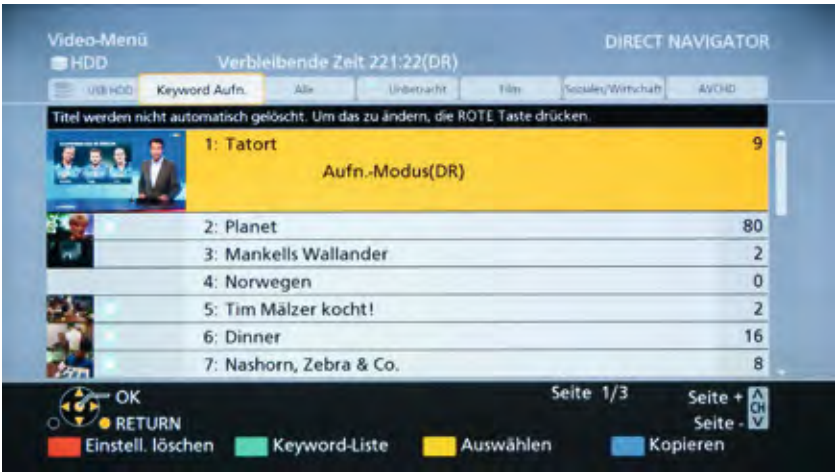 Video-Menü
DIRECT NAVIGATOR
HDD
Verbleibende Zeit 221:22(DR)
USB HDD
Keyword Aufn.
Alle
Unbetracht
Film
Soziales/Wirtschaft
AVCHD
Titel werden nicht automatisch gelöscht. Um das zu ändern, die ROTE Taste drücken.
1: Tatort 9
Aufn.-Modus(DR)
2: Planet 80
3: Mankells Wallander 2
4: Norwegen 0
5: Tim Mälzer kocht! 2
6: Dinner 16
7: Nashorn, Zebra & Co. 8
OK
Seite 1/3
Seite +
CH
RETURN
Seite -
Einstell. löschen
Keyword-Liste
Auswählen
Kopieren